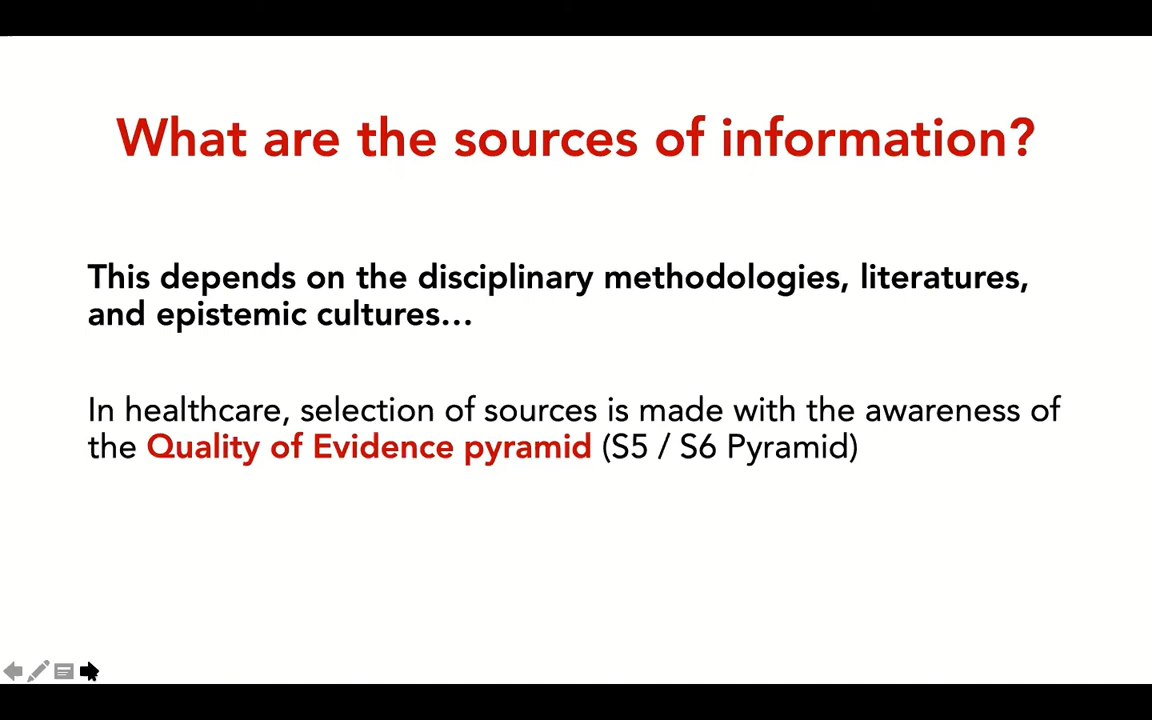 What are the sources of information?
This depends on the disciplinary methodologies, literatures,
and epistemic cultures...
In healthcare, selection of sources is made with the awareness of
the Quality of Evidence pyramid (S5 / S6 Pyramid)